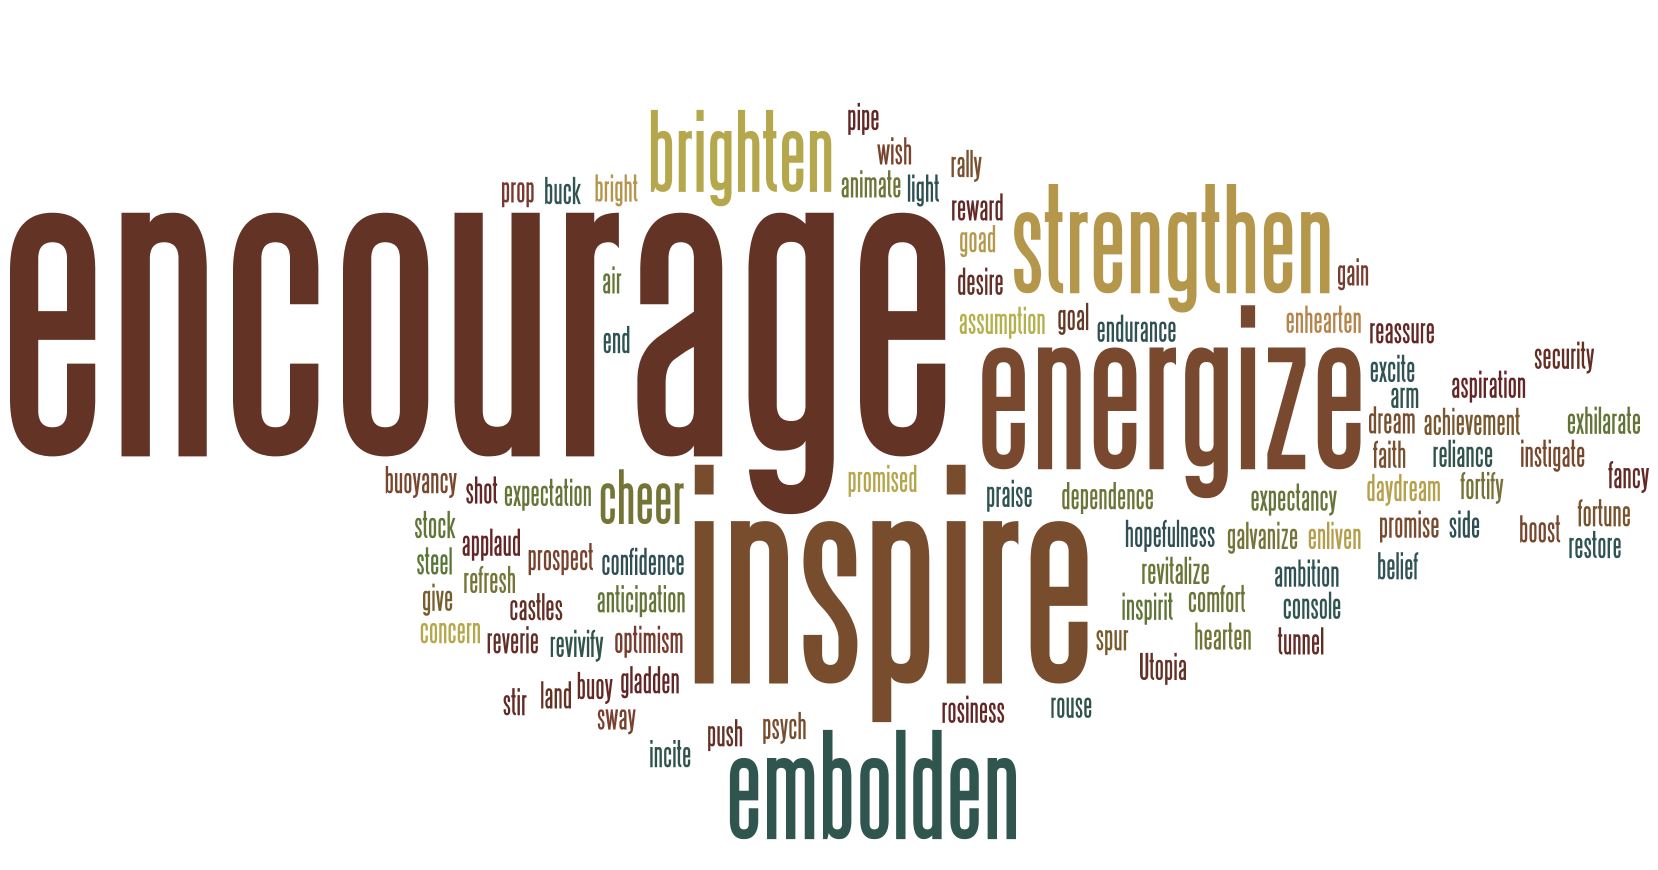 pipe
wish
brighten
rally
prop buck bright animate light
reward
encourage
strengthen
goad
air
desire
gain
assumption goal endurance enhearten
end
reassure
energize
security
excite
aspiration
arm
dream achievement exhilarate
faith reliance instigate
buoyancy shot expectation cheer promised praise dependence expectancy daydream fortify fancy
inspire
stock
applaud
hopefulness galvanize enliven promise side boost fortune
restore
steel prospect confidence
refresh
revitalize ambition belief
give
castles anticipation
inspirit comfort console
concern reverie revivify optimism
spur hearten tunnel
Utopia
stir land buoy gladden
sway
rosiness rouse
incite push psych
embolden